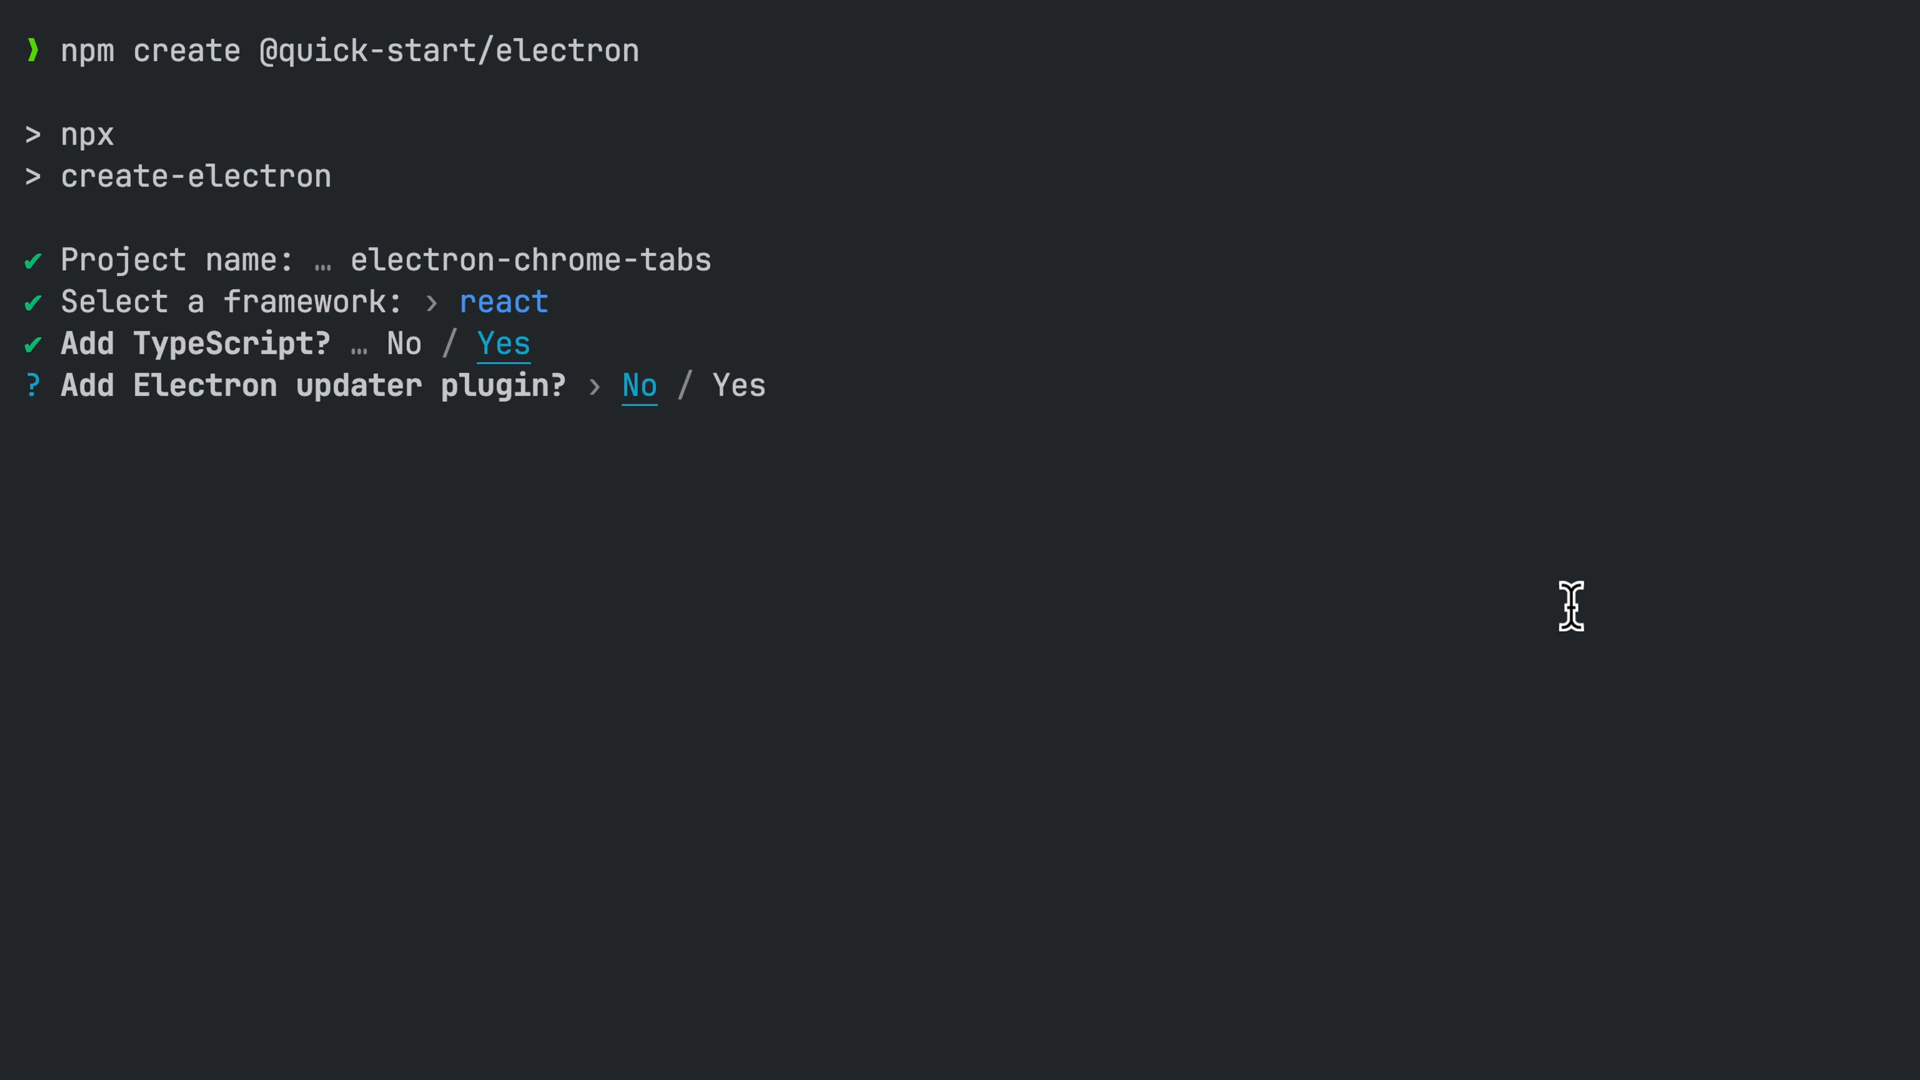 ❯ npm create @quick-start/electron
> npx
> create-electron
✔ Project name: … electron-chrome-tabs
✔ Select a framework: › react
✔ Add TypeScript? … No / Yes
? Add Electron updater plugin? › No / Yes